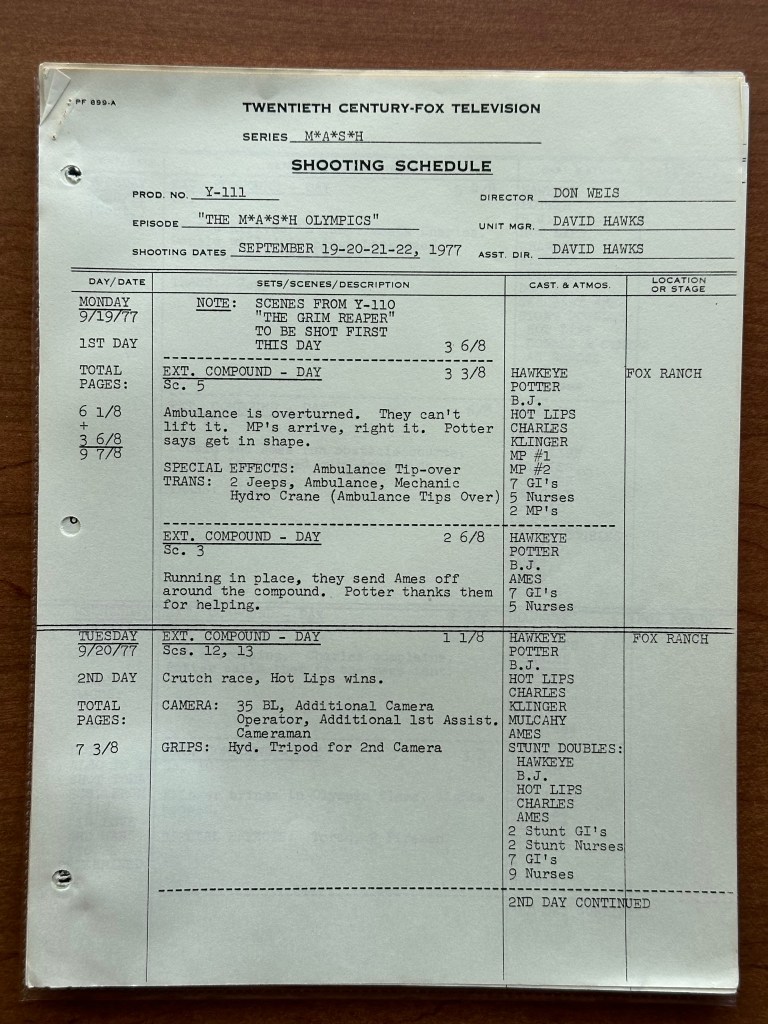 PF 899-A
TWENTIETH CENTURY-FOX TELEVISION
SERIES M*A*S*H
SHOOTING SCHEDULE
PROD. NO. Y-111 DIRECTOR DON WEIS
EPISODE "THE M*A*S*H OLYMPICS" UNIT MGR. DAVID HAWKS
SHOOTING DATES SEPTEMBER 19-20-21-22, 1977 ASST. DIR. DAVID HAWKS
DAY/DATE SETS/SCENES/DESCRIPTION CAST. & ATMOS. LOCATION OR STAGE
MONDAY NOTE: SCENES FROM Y-110
9/19/77 "THE GRIM REAPER"
TO BE SHOT FIRST
1ST DAY THIS DAY 3 6/8
TOTAL EXT. COMPOUND - DAY 3 3/8 HAWKEYE FOX RANCH
PAGES: Sc. 5 POTTER
B.J.
6 1/8 Ambulance is overturned. They can't HOT LIPS
+ lift it. MP's arrive, right it. Potter CHARLES
3 6/8 says get in shape. KLINGER
9 7/8 MP #1
SPECIAL EFFECTS: Ambulance Tip-over MP #2
TRANS: 2 Jeeps, Ambulance, Mechanic 7 GI's
Hydro Crane (Ambulance Tips Over) 5 Nurses
2 MP's
EXT. COMPOUND - DAY 2 6/8 HAWKEYE
Sc. 3 POTTER
B.J.
Running in place, they send Ames off AMES
around the compound. Potter thanks them 7 GI's
for helping. 5 Nurses
TUESDAY EXT. COMPOUND - DAY 1 1/8 HAWKEYE FOX RANCH
9/20/77 Scs. 12, 13 POTTER
B.J.
2ND DAY Crutch race, Hot Lips wins. HOT LIPS
CHARLES
TOTAL CAMERA: 35 BL, Additional Camera KLINGER
PAGES: Operator, Additional 1st Assist. MULCAHY
Cameraman AMES
7 3/8 GRIPS: Hyd. Tripod for 2nd Camera STUNT DOUBLES:
HAWKEYE
B.J.
HOT LIPS
CHARLES
AMES
2 Stunt GI's
2 Stunt Nurses
7 GI's
9 Nurses
2ND DAY CONTINUED